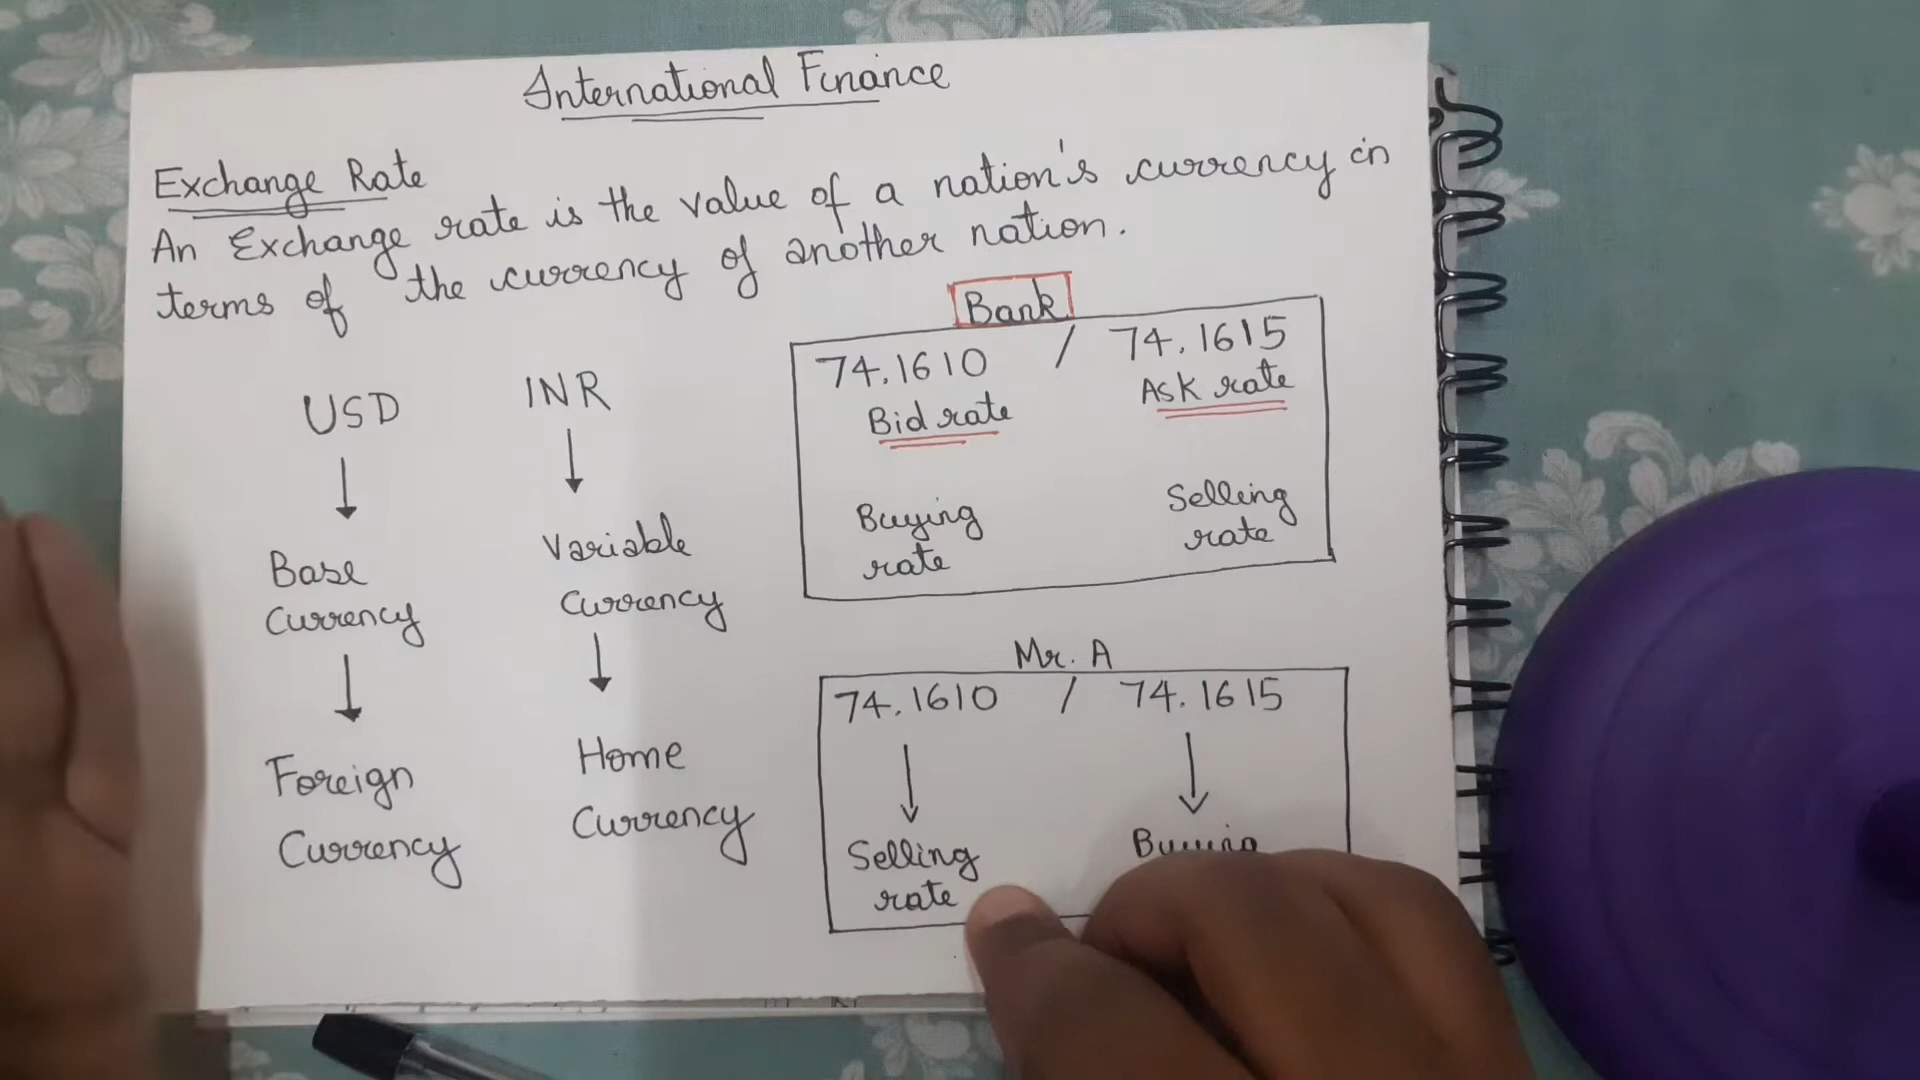 International Finance
Exchange Rate
An Exchange rate is the value of a nation's currency in
terms of the currency of another nation.
USD INR
Base Currency
Variable Currency
Foreign Currency
Home Currency
Bank
74.1610 / 74.1615
Bid rate Ask rate
Buying rate
Selling rate
Mr. A
74.1610 / 74.1615
Selling rate
Buying